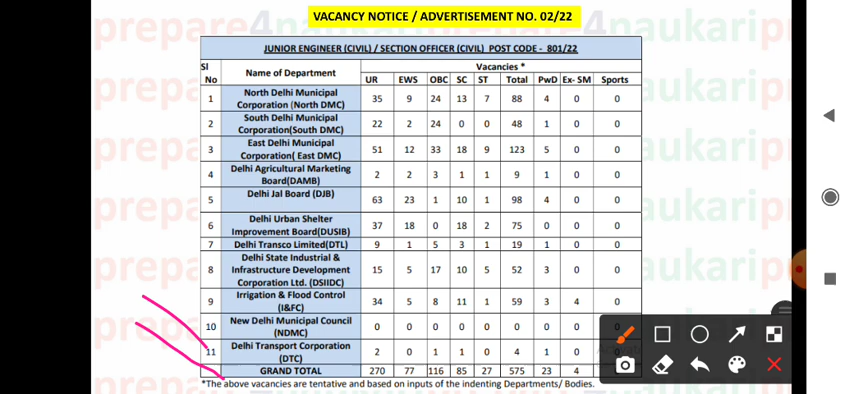 VACANCY NOTICE / ADVERTISEMENT NO. 02/22
JUNIOR ENGINEER (CIVIL) / SECTION OFFICER (CIVIL) POST CODE - 801/22
Sl No Name of Department Vacancies *
UR EWS OBC SC ST Total PwD Ex- SM Sports
1 North Delhi Municipal Corporation (North DMC) 35 9 24 13 7 88 4 0 0
2 South Delhi Municipal Corporation(South DMC) 22 2 24 0 0 48 1 0 0
3 East Delhi Municipal Corporation( East DMC) 51 12 33 18 9 123 5 0 0
4 Delhi Agricultural Marketing Board(DAMB) 2 2 3 1 1 9 1 0 0
5 Delhi Jal Board (DJB) 63 23 1 10 1 98 4 0 0
6 Delhi Urban Shelter Improvement Board(DUSIB) 37 18 0 18 2 75 0 0 0
7 Delhi Transco Limited(DTL) 9 1 5 3 1 19 1 0 0
8 Delhi State Industrial & Infrastructure Development Corporation Ltd. (DSIIDC) 15 5 17 10 5 52 3 0 0
9 Irrigation & Flood Control (I&FC) 34 5 8 11 1 59 3 4 0
10 New Delhi Municipal Council (NDMC) 0 0 0 0 0 0 0 0 0
11 Delhi Transport Corporation (DTC) 2 0 1 1 0 4 1 0
GRAND TOTAL 270 77 116 85 27 575 23 4
*The above vacancies are tentative and based on inputs of the indenting Departments/ Bodies.
prepare4naukari